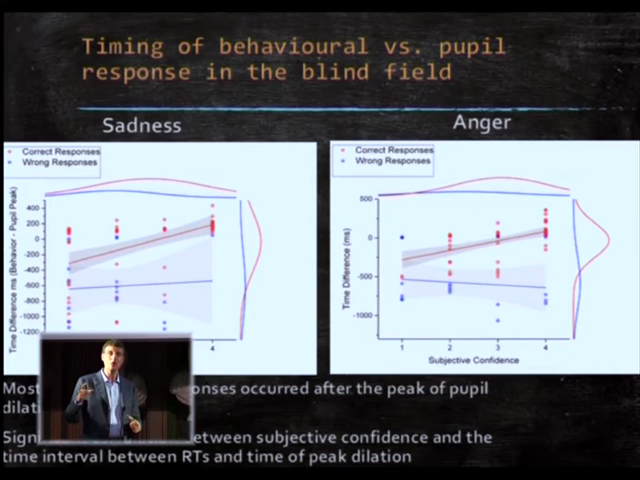 Timing of behavioural vs. pupil
response in the blind field
Sadness
Anger
Correct Responses
Wrong Responses
Time Difference ms (Behavior - Pupil Peak)
400
200
0
-200
-400
-600
-800
-1000
-1200
4
Correct Responses
Wrong Responses
Time Difference (ms)
500
0
-500
-1000
1 2 3 4
Subjective Confidence
Most onses occurred after the peak of pupil
dilati
Sign etween subjective confidence and the
time interval between RTs and time of peak dilation